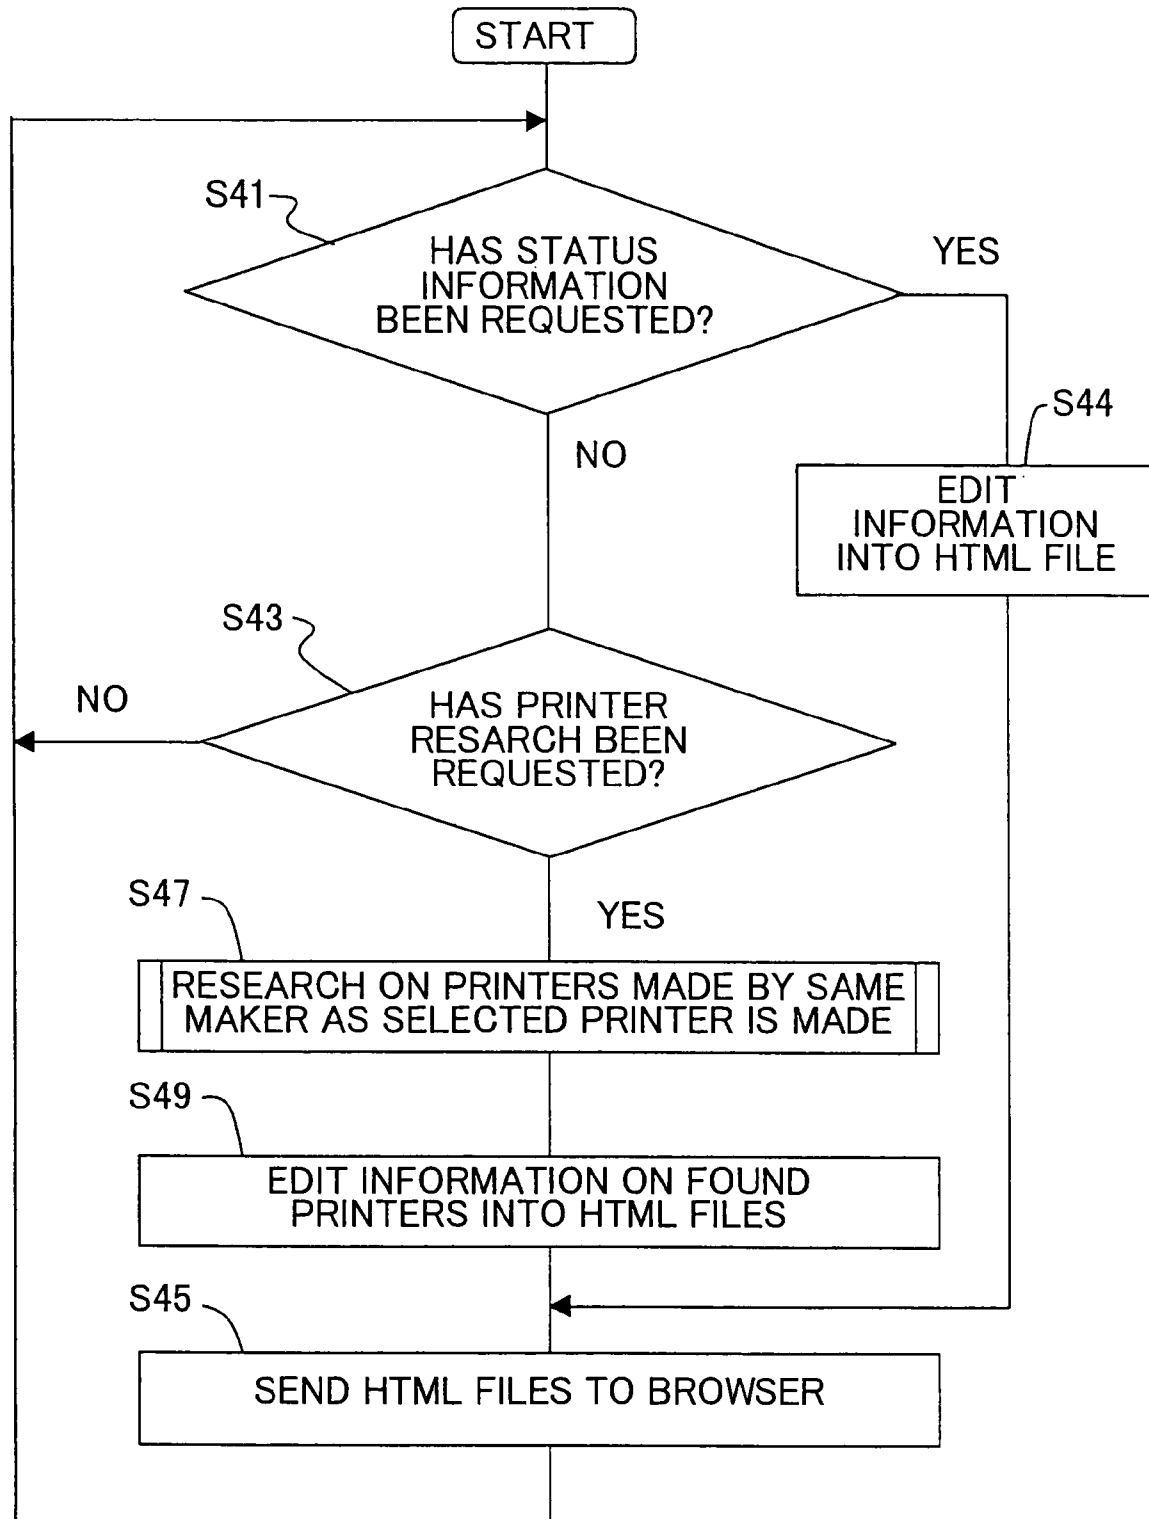 START
S41
HAS STATUS
INFORMATION
BEEN REQUESTED?
YES
S44
NO
EDIT
INFORMATION
INTO HTML FILE
S43
NO
HAS PRINTER
RESARCH BEEN
REQUESTED?
S47
YES
RESEARCH ON PRINTERS MADE BY SAME
MAKER AS SELECTED PRINTER IS MADE
S49
EDIT INFORMATION ON FOUND
PRINTERS INTO HTML FILES
S45
SEND HTML FILES TO BROWSER